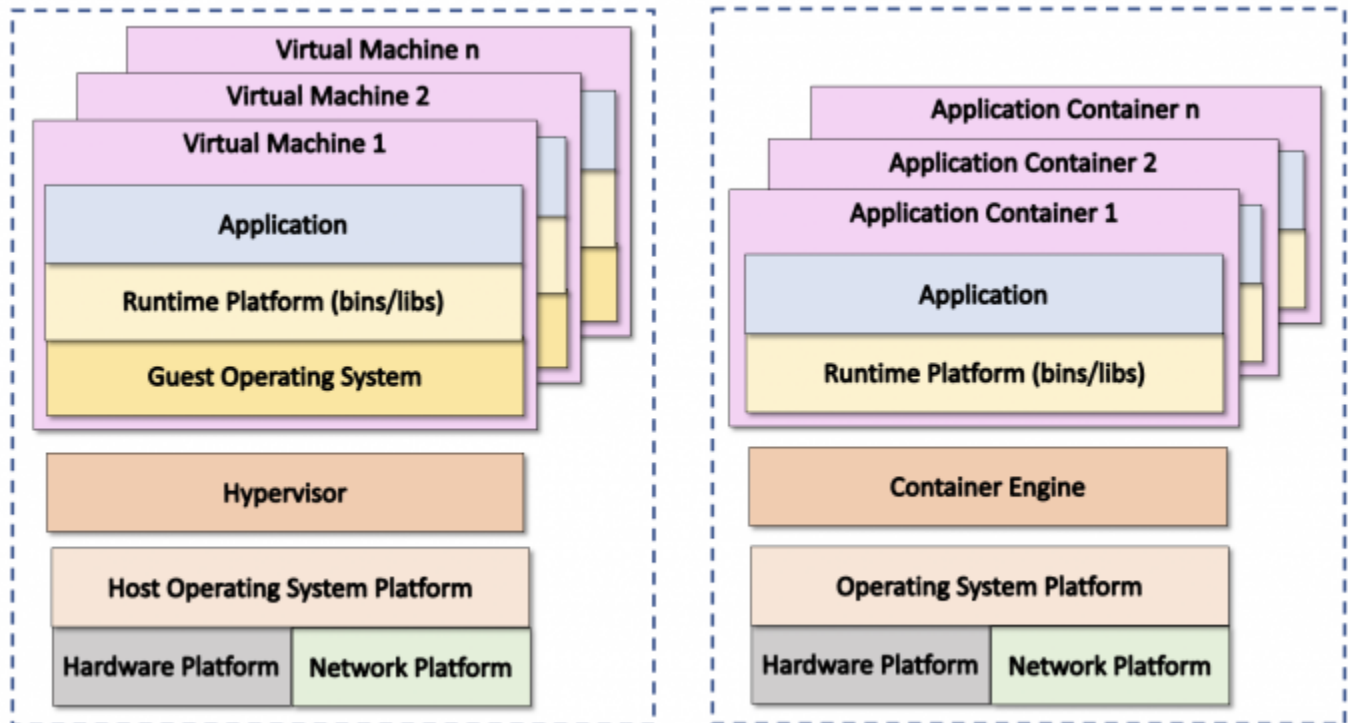 Virtual Machine n
Virtual Machine 2
Virtual Machine 1
Application
Runtime Platform (bins/libs)
Guest Operating System
Hypervisor
Host Operating System Platform
Hardware Platform
Network Platform
Application Container n
Application Container 2
Application Container 1
Application
Runtime Platform (bins/libs)
Container Engine
Operating System Platform
Hardware Platform
Network Platform